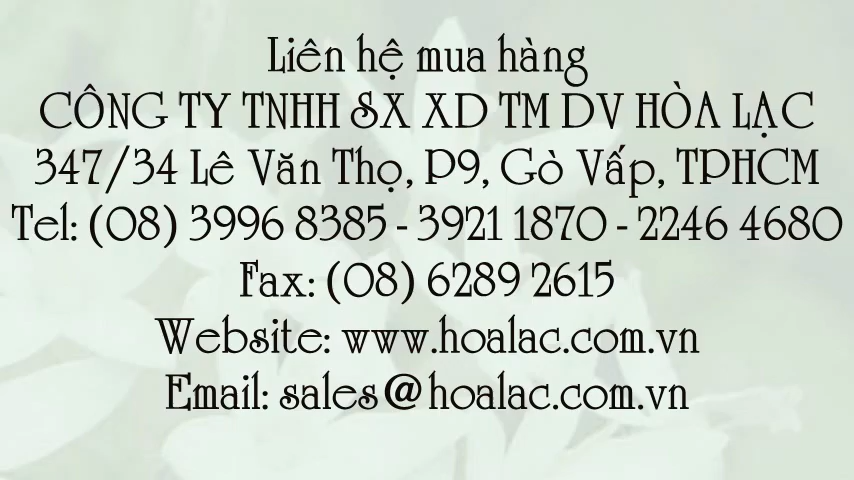 Liên hệ mua hàng
CÔNG TY TNHH SX XD TM DV HÒA LẠC
347/34 Lê Văn Thọ, P9, Gò Vấp, TPHCM
Tel: (08) 3996 8385 - 3921 1870 - 2246 4680
Fax: (08) 6289 2615
Website: www.hoalac.com.vn
Email: sales@hoalac.com.vn